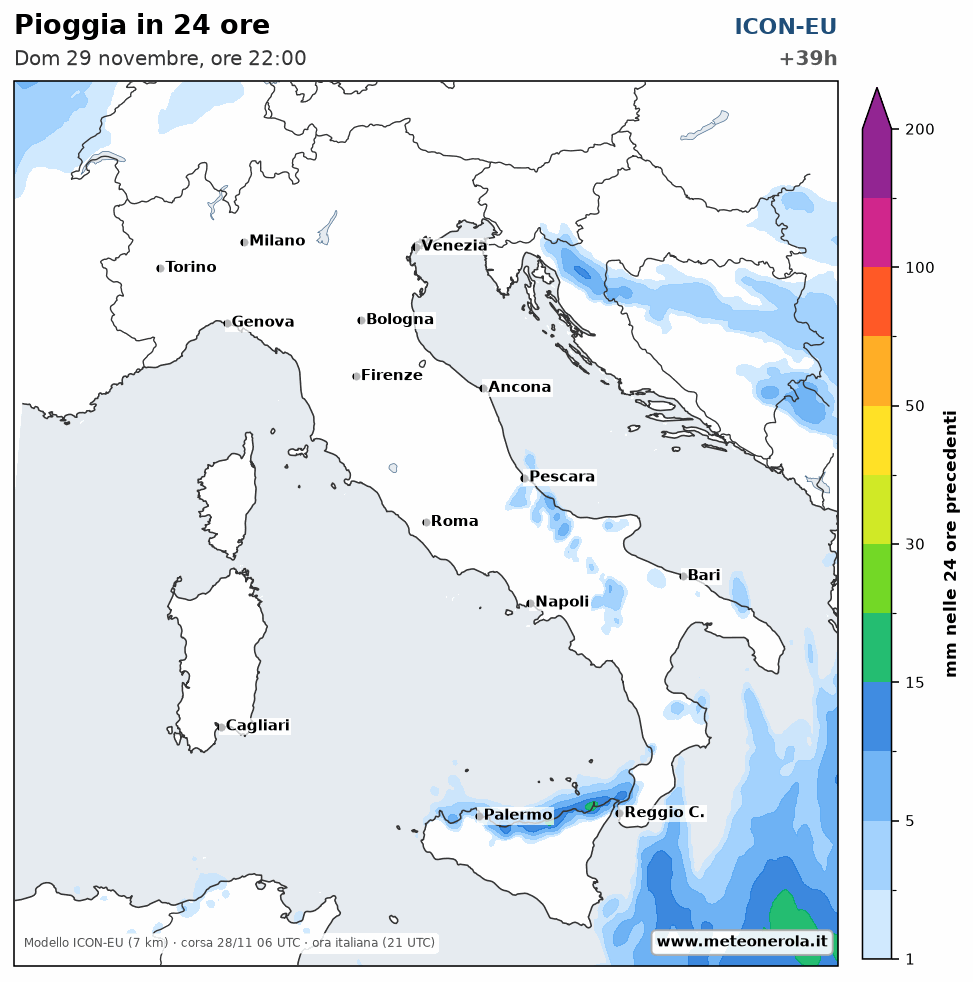 Pioggia in 24 ore
ICON-EU
Dom 29 novembre, ore 22:00
+39h
200
Milano
Venezia
Torino
100
Genova
Bologna
Firenze
Ancona
50
Pescara
Roma
30
Bari
Napoli
mm nelle 24 ore precedenti
15
Cagliari
Palermo
Reggio C.
5
Modello ICON-EU (7 km) · corsa 28/11 06 UTC · ora italiana (21 UTC)
www.meteonerola.it
1